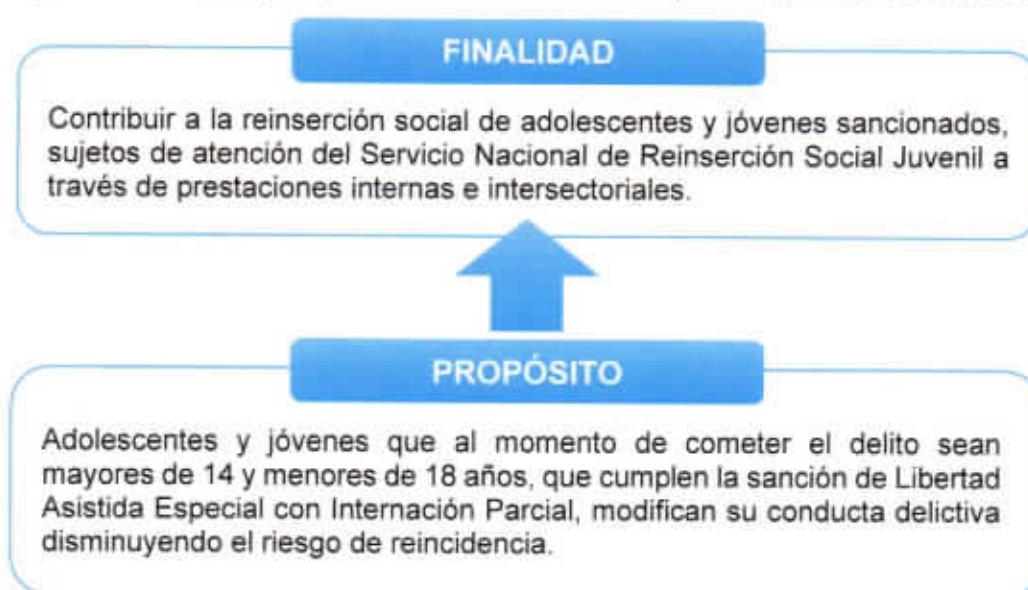 FINALIDAD
Contribuir a la reinserción social de adolescentes y jóvenes sancionados,
sujetos de atención del Servicio Nacional de Reinserción Social Juvenil a
través de prestaciones internas e intersectoriales.
PROPÓSITO
Adolescentes y jóvenes que al momento de cometer el delito sean
mayores de 14 y menores de 18 años, que cumplen la sanción de Libertad
Asistida Especial con Internación Parcial, modifican su conducta delictiva
disminuyendo el riesgo de reincidencia.